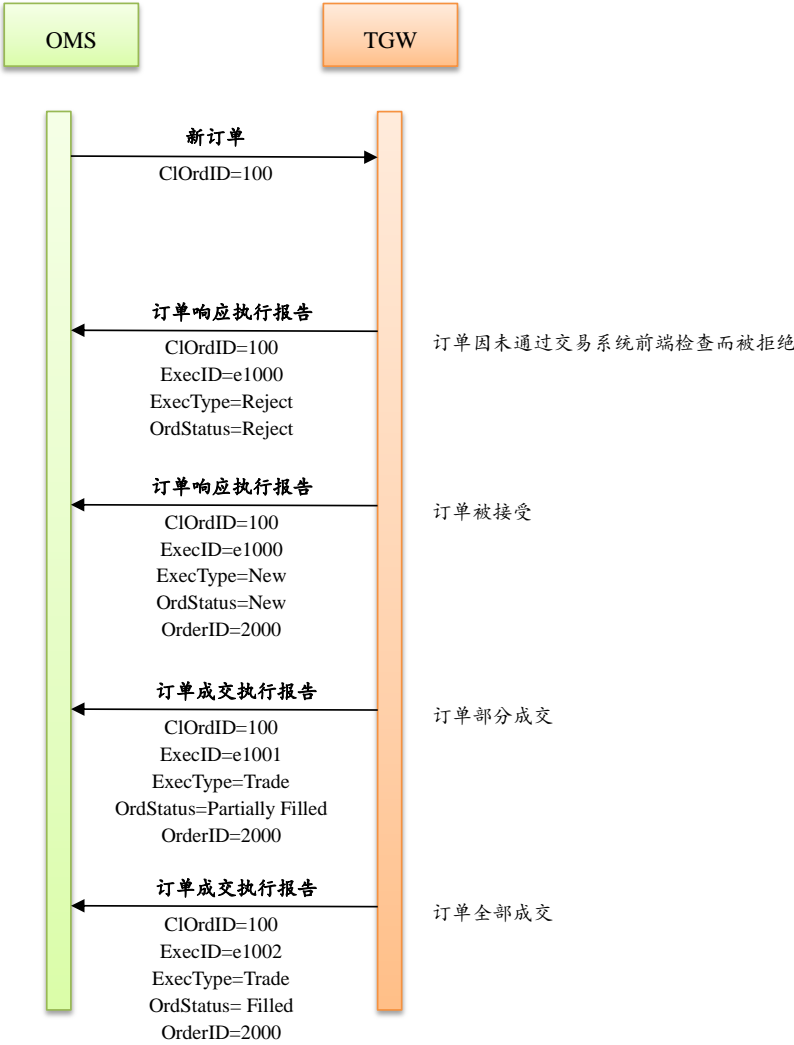 OMS
TGW
新订单
ClOrdID=100
订单响应执行报告
订单因未通过交易系统前端检查而被拒绝
ClOrdID=100
ExecID=e1000
ExecType=Reject
OrdStatus=Reject
订单响应执行报告
订单被接受
ClOrdID=100
ExecID=e1000
ExecType=New
OrdStatus=New
OrderID=2000
订单成交执行报告
订单部分成交
ClOrdID=100
ExecID=e1001
ExecType=Trade
OrdStatus=Partially Filled
OrderID=2000
订单成交执行报告
订单全部成交
ClOrdID=100
ExecID=e1002
ExecType=Trade
OrdStatus= Filled
OrderID=2000